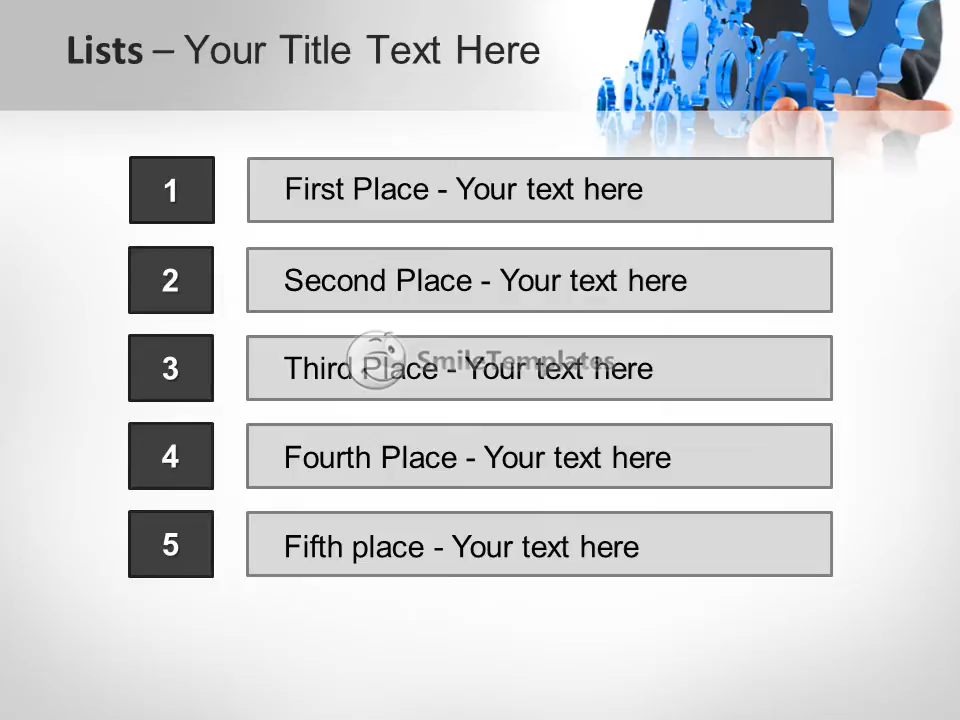 Lists – Your Title Text Here
1 First Place - Your text here
2 Second Place - Your text here
3 Third Place - Your text here
SmileTemplates
4 Fourth Place - Your text here
5 Fifth place - Your text here